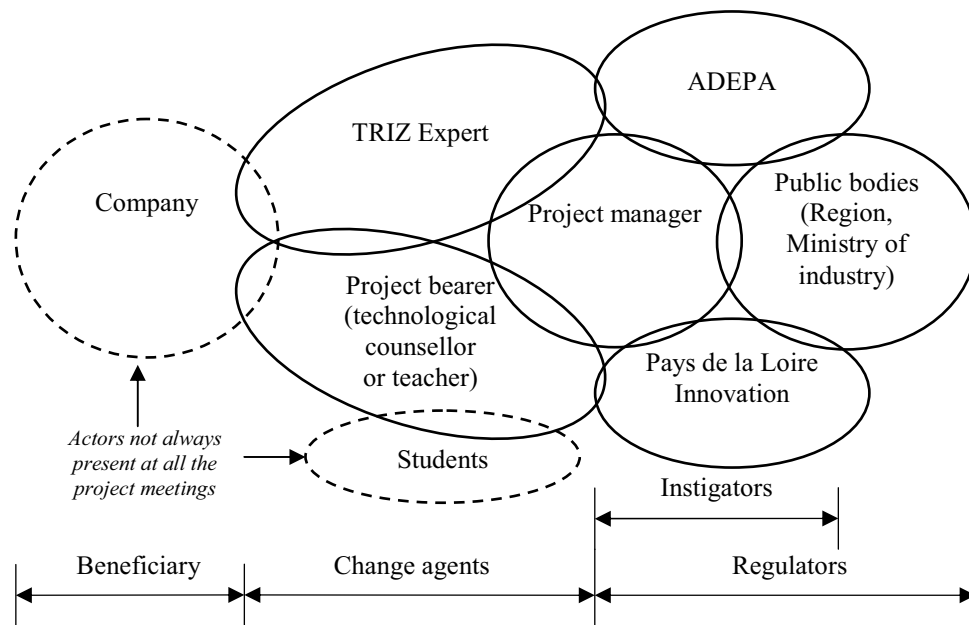 ADEPA
TRIZ Expert
Company
Project manager
Public bodies
(Region,
Ministry of
industry)
Project bearer
(technological
counsellor
or teacher)
Pays de la Loire
Innovation
Actors not always
present at all the
project meetings
Students
Instigators
Beneficiary
Change agents
Regulators